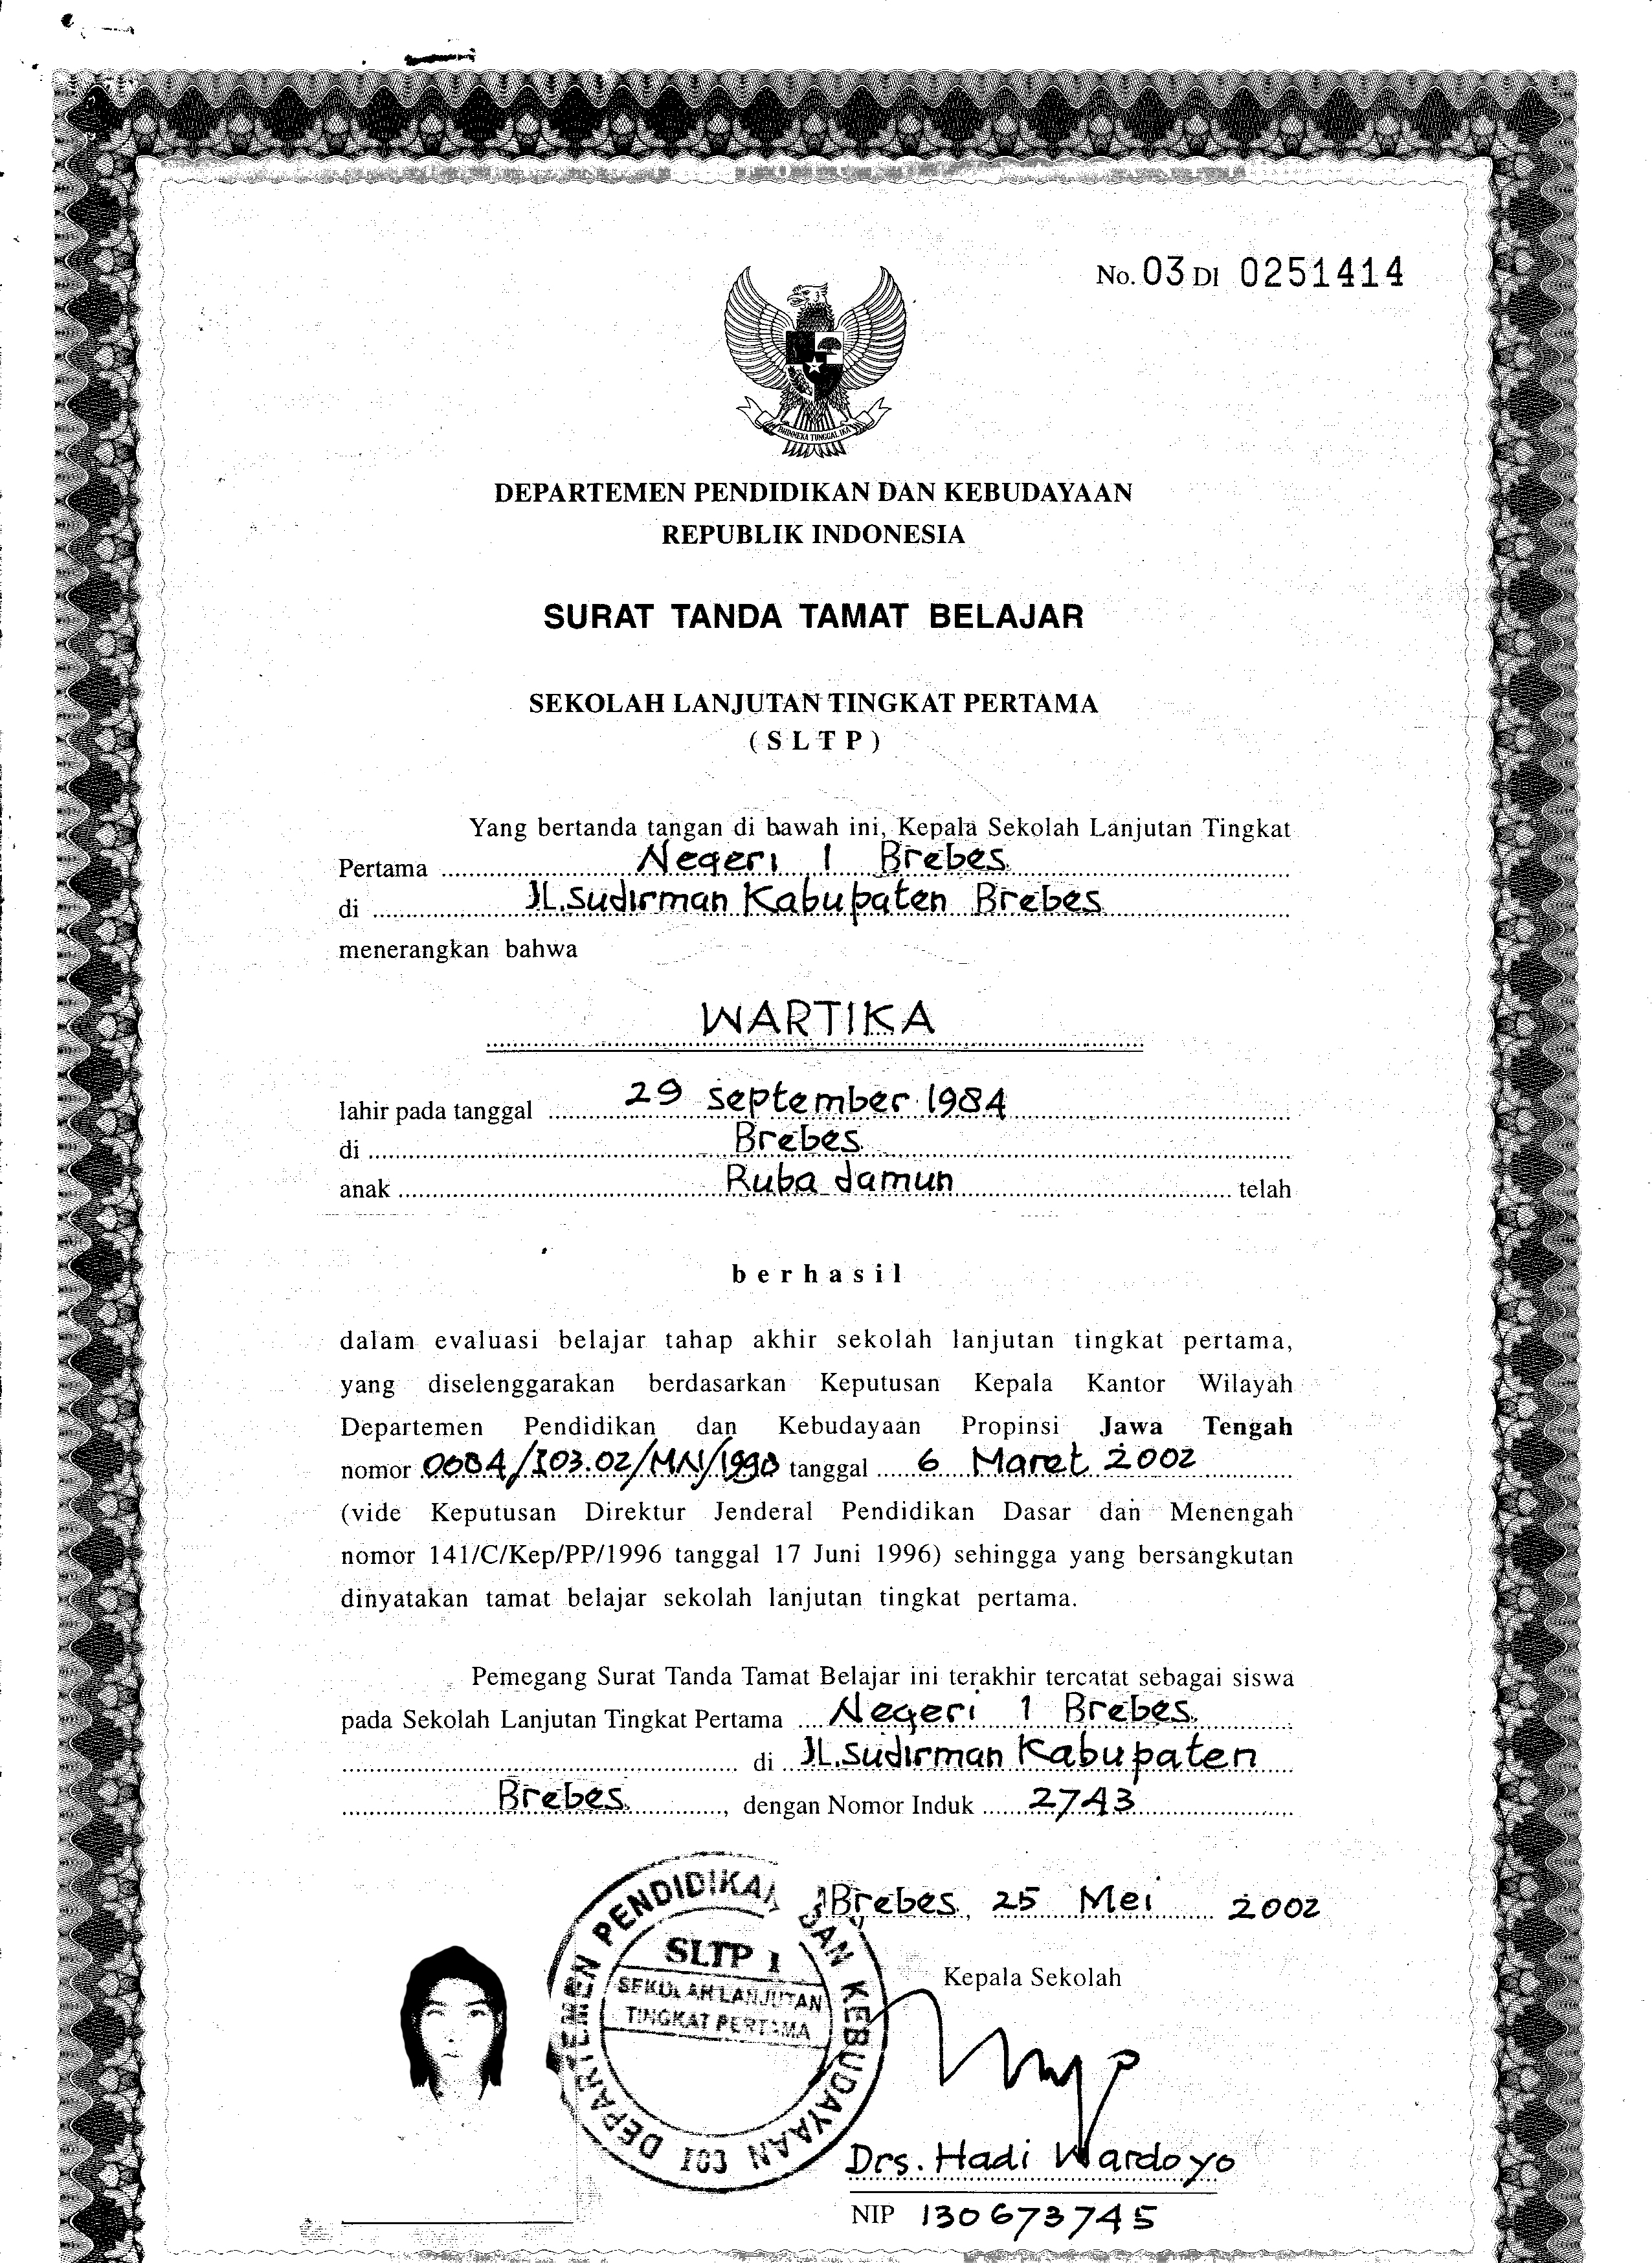 No. 03 DI 0251414
BHINNEKA TUNGGAL IKA
DEPARTEMEN PENDIDIKAN DAN KEBUDAYAAN
REPUBLIK INDONESIA
SURAT TANDA TAMAT BELAJAR
SEKOLAH LANJUTAN TINGKAT PERTAMA
( S L T P )
Yang bertanda tangan di bawah ini, Kepala Sekolah Lanjutan Tingkat
Pertama Negeri 1 Brebes
di JL.Sudirman Kabupaten Brebes
menerangkan bahwa
WARTIKA
lahir pada tanggal 29 September 1984
di Brebes
anak Ruba Jamun telah
berhasil
dalam evaluasi belajar tahap akhir sekolah lanjutan tingkat pertama,
yang diselenggarakan berdasarkan Keputusan Kepala Kantor Wilayah
Departemen Pendidikan dan Kebudayaan Propinsi Jawa Tengah
nomor tanggal 6 Maret 2002
(vide Keputusan Direktur Jenderal Pendidikan Dasar dan Menengah
nomor 141/C/Kep/PP/1996 tanggal 17 Juni 1996) sehingga yang bersangkutan
dinyatakan tamat belajar sekolah lanjutan tingkat pertama.
Pemegang Surat Tanda Tamat Belajar ini terakhir tercatat sebagai siswa
pada Sekolah Lanjutan Tingkat Pertama Negeri 1 Brebes
di JL.Sudirman Kabupaten
Brebes, dengan Nomor Induk 2743
Brebes, 25 Mei 2002
DEPARTEMEN PENDIDIKAN DAN KEBUDAYAAN 103
SLTP 1
SEKOLAH LANJUTAN
TINGKAT PERTAMA
Kepala Sekolah
Drs. Hadi Wardoyo
NIP 130673745